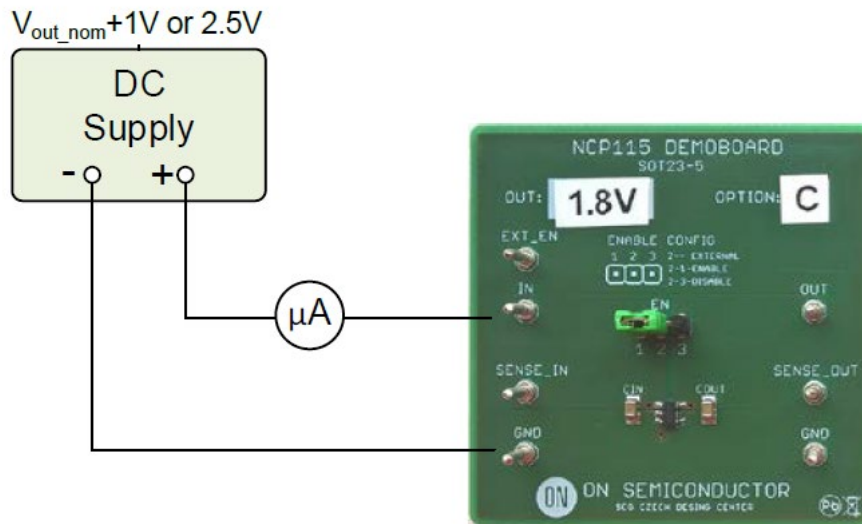 Vout_nom+1V or 2.5V
DC
Supply
- +
µA
NCP115 DEMOBOARD
SOT23-5
OUT: 1.8V OPTION: C
EXT_EN
ENABLE CONFIG
1 2 3 2-- EXTERNAL
2-1-ENABLE
2-3-DISABLE
IN
EN
OUT
1 2 3
SENSE_IN
SENSE_OUT
CIN
COUT
GND
GND
ON ON SEMICONDUCTOR
SCG CZECH DESING CENTER
Pb